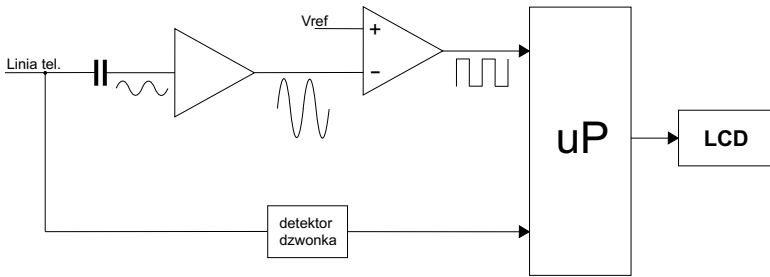 Vref
+
Linia tel.
−
uP
LCD
detektor
dzwonka